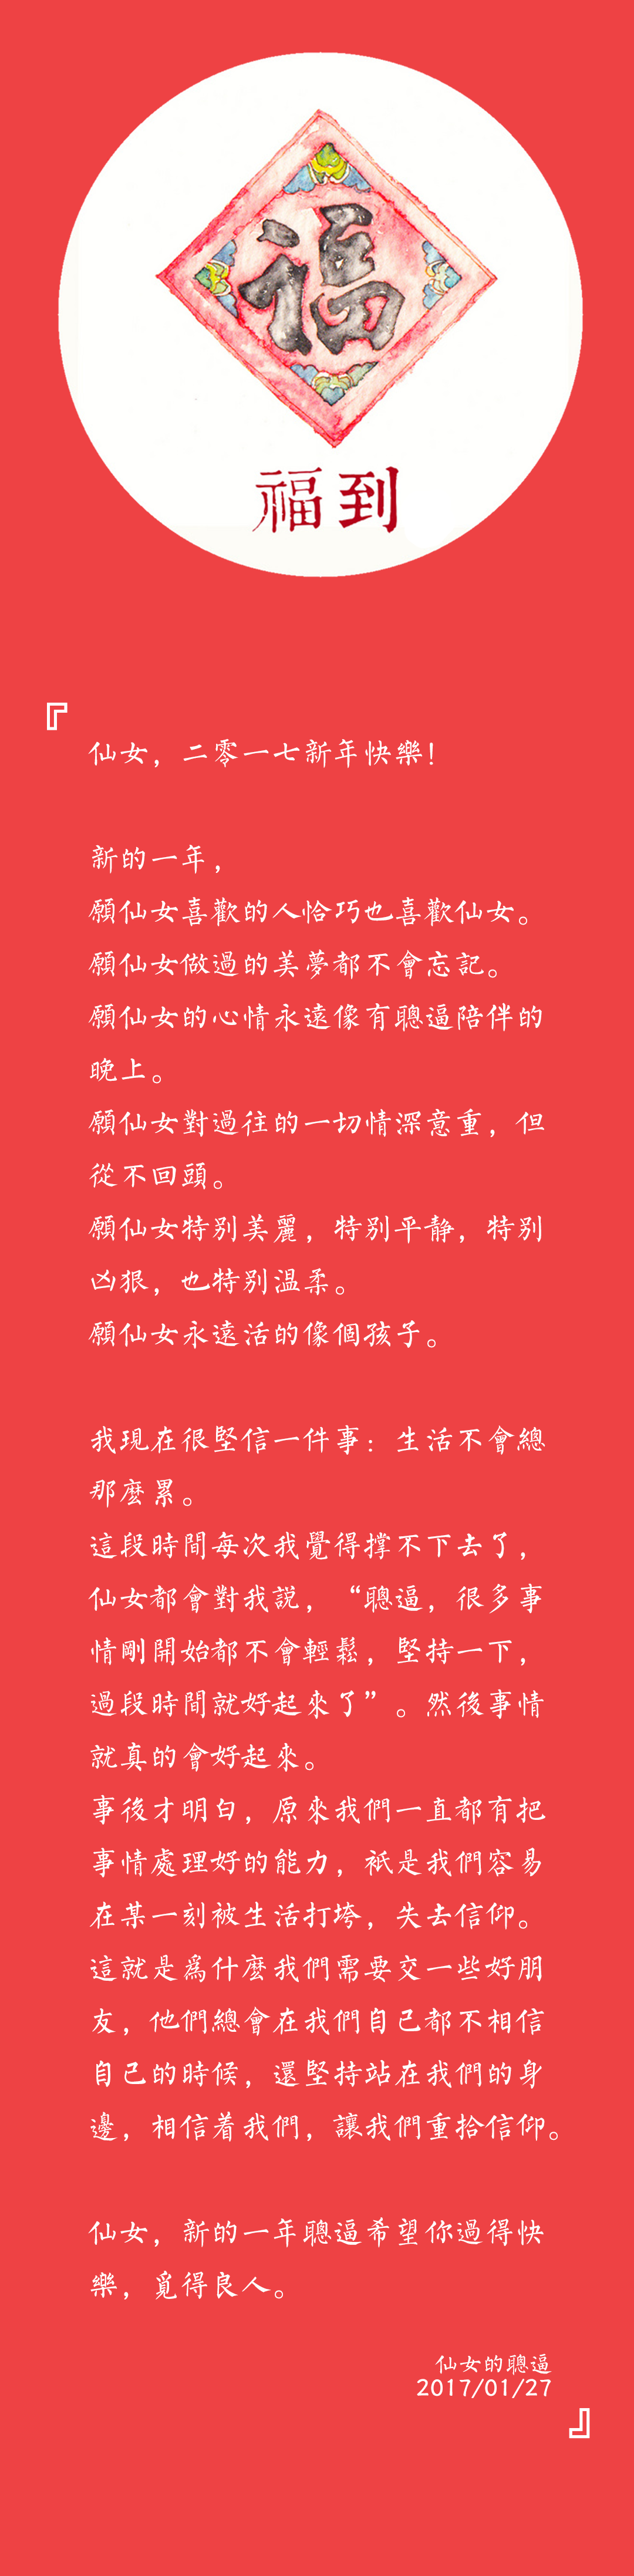 福
福到
『
仙女，二零一七新年快樂！
新的一年，
願仙女喜歡的人恰巧也喜歡仙女。
願仙女做過的美夢都不會忘記。
願仙女的心情永遠像有聰逼陪伴的
晚上。
願仙女對過往的一切情深意重，但
從不回頭。
願仙女特别美麗，特别平静，特别
凶狠，也特别温柔。
願仙女永遠活的像個孩子。
我現在很堅信一件事：生活不會總
那麽累。
這段時間每次我覺得撑不下去了，
仙女都會對我説，“聰逼，很多事
情剛開始都不會輕鬆，堅持一下，
過段時間就好起來了”。然後事情
就真的會好起來。
事後才明白，原來我們一直都有把
事情處理好的能力，衹是我們容易
在某一刻被生活打垮，失去信仰。
這就是爲什麽我們需要交一些好朋
友，他們總會在我們自己都不相信
自己的時候，還堅持站在我們的身
邊，相信着我們，讓我們重拾信仰。
仙女，新的一年聰逼希望你過得快
樂，覓得良人。
仙女的聰逼
2017/01/27
』